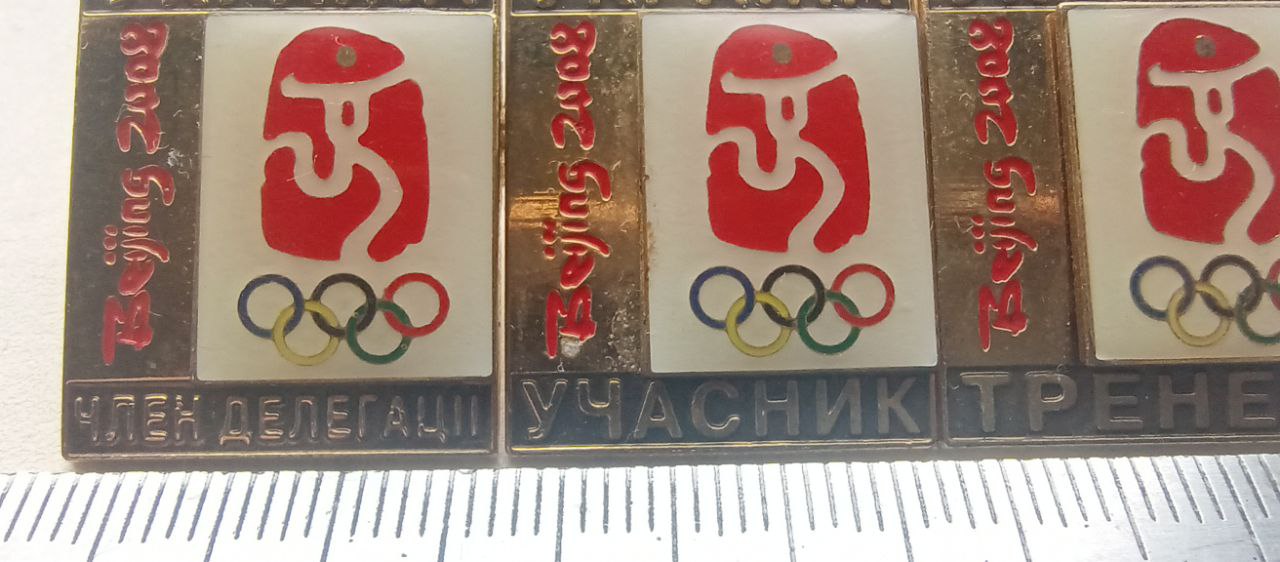 Beijing 2008
ЧЛЕН ДЕЛЕГАЦІЇ
Beijing 2008
УЧАСНИК
Beijing 2008
ТРЕНЕ